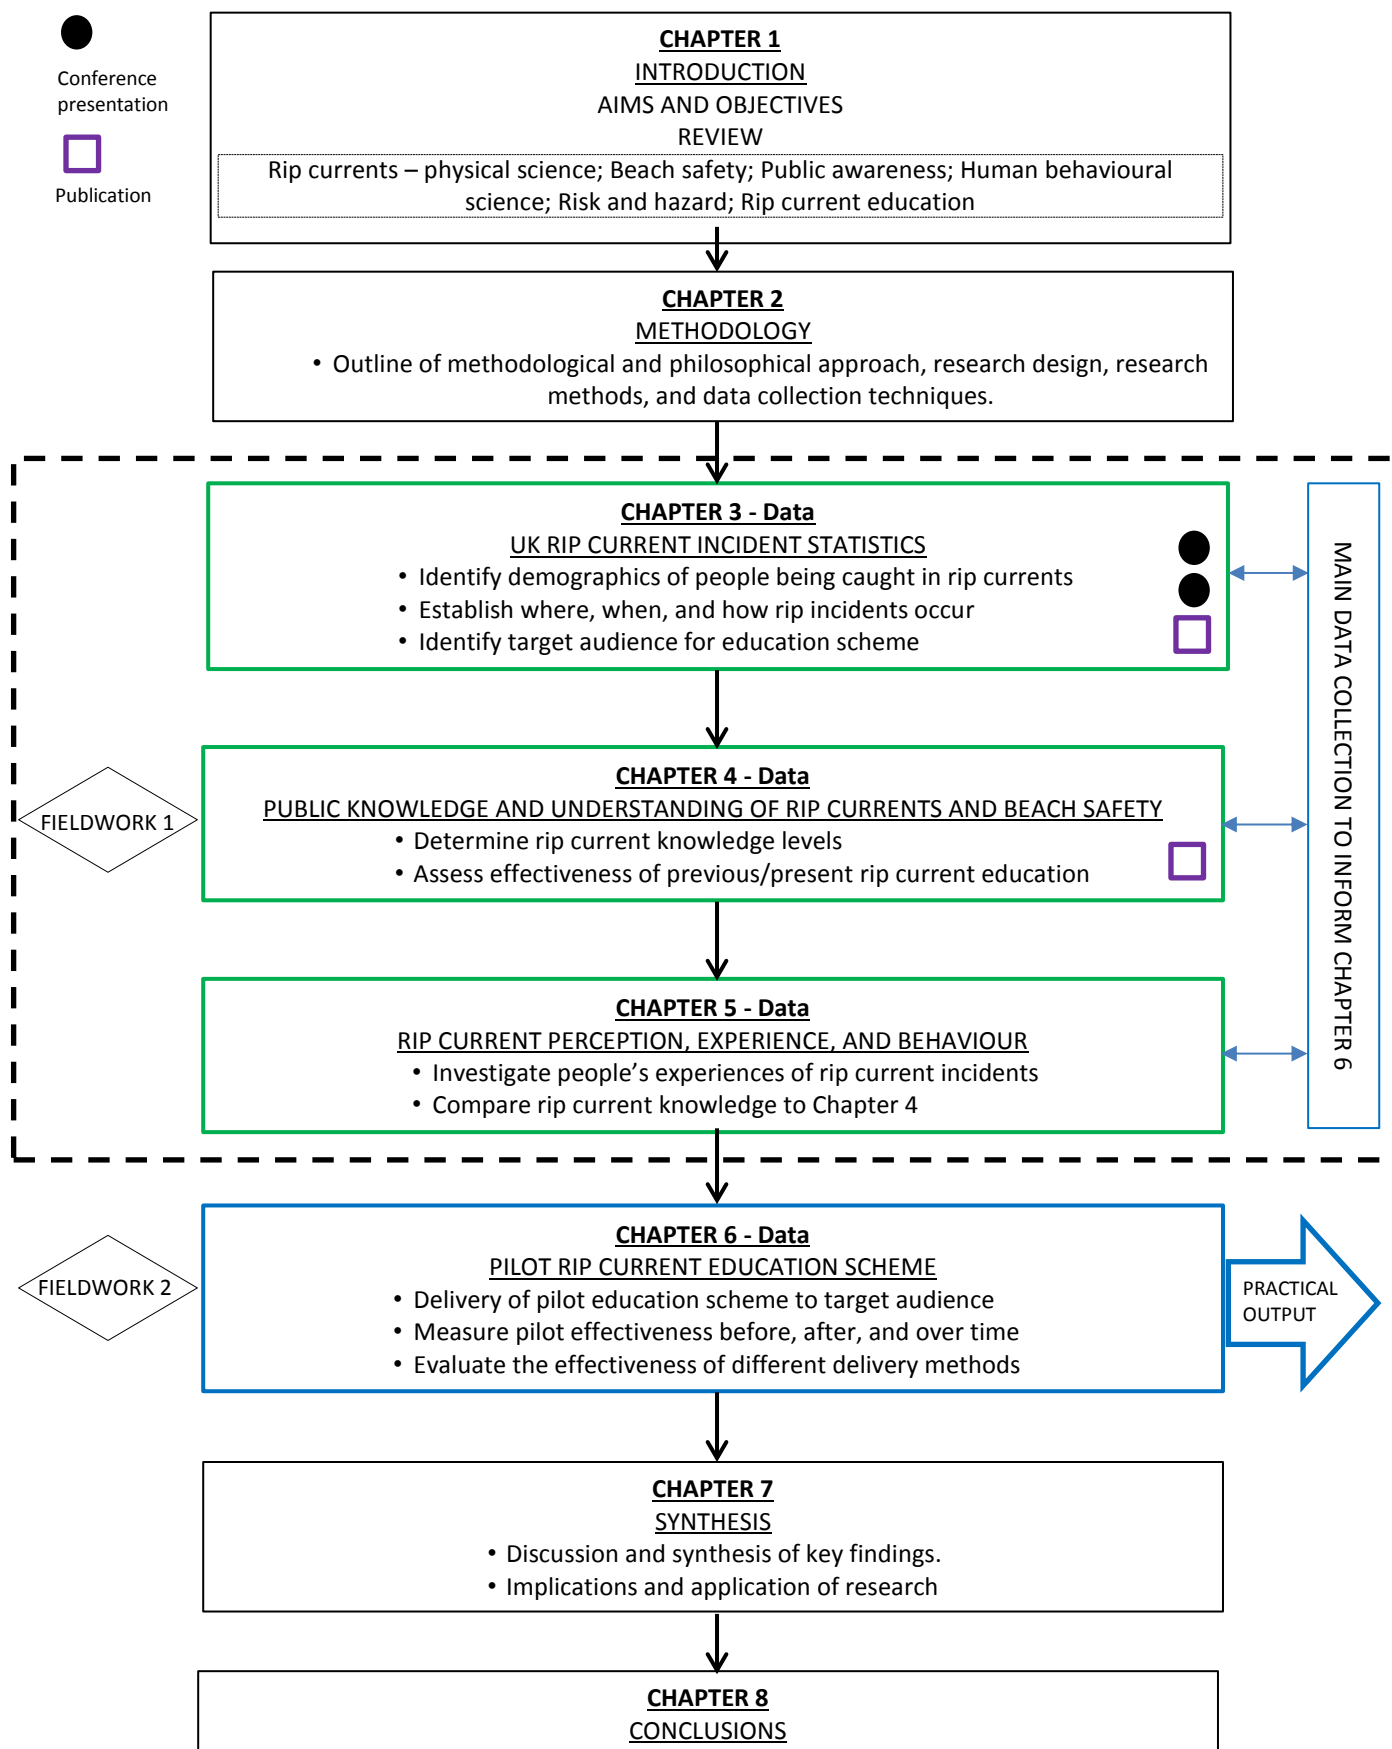 Conference
presentation
Publication
CHAPTER 1
INTRODUCTION
AIMS AND OBJECTIVES
REVIEW
Rip currents – physical science; Beach safety; Public awareness; Human behavioural
science; Risk and hazard; Rip current education
CHAPTER 2
METHODOLOGY
• Outline of methodological and philosophical approach, research design, research
methods, and data collection techniques.
CHAPTER 3 - Data
UK RIP CURRENT INCIDENT STATISTICS
• Identify demographics of people being caught in rip currents
• Establish where, when, and how rip incidents occur
• Identify target audience for education scheme
MAIN DATA COLLECTION TO INFORM CHAPTER 6
FIELDWORK 1
CHAPTER 4 - Data
PUBLIC KNOWLEDGE AND UNDERSTANDING OF RIP CURRENTS AND BEACH SAFETY
• Determine rip current knowledge levels
• Assess effectiveness of previous/present rip current education
CHAPTER 5 - Data
RIP CURRENT PERCEPTION, EXPERIENCE, AND BEHAVIOUR
• Investigate people’s experiences of rip current incidents
• Compare rip current knowledge to Chapter 4
FIELDWORK 2
CHAPTER 6 - Data
PILOT RIP CURRENT EDUCATION SCHEME
• Delivery of pilot education scheme to target audience
• Measure pilot effectiveness before, after, and over time
• Evaluate the effectiveness of different delivery methods
PRACTICAL
OUTPUT
CHAPTER 7
SYNTHESIS
• Discussion and synthesis of key findings.
• Implications and application of research
CHAPTER 8
CONCLUSIONS